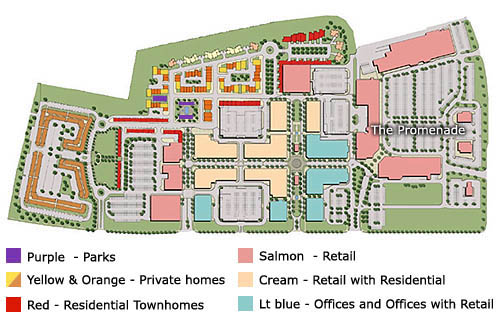 The Promenade
Purple - Parks
Salmon - Retail
Yellow & Orange - Private homes
Cream - Retail with Residential
Red - Residential Townhomes
Lt blue - Offices and Offices with Retail